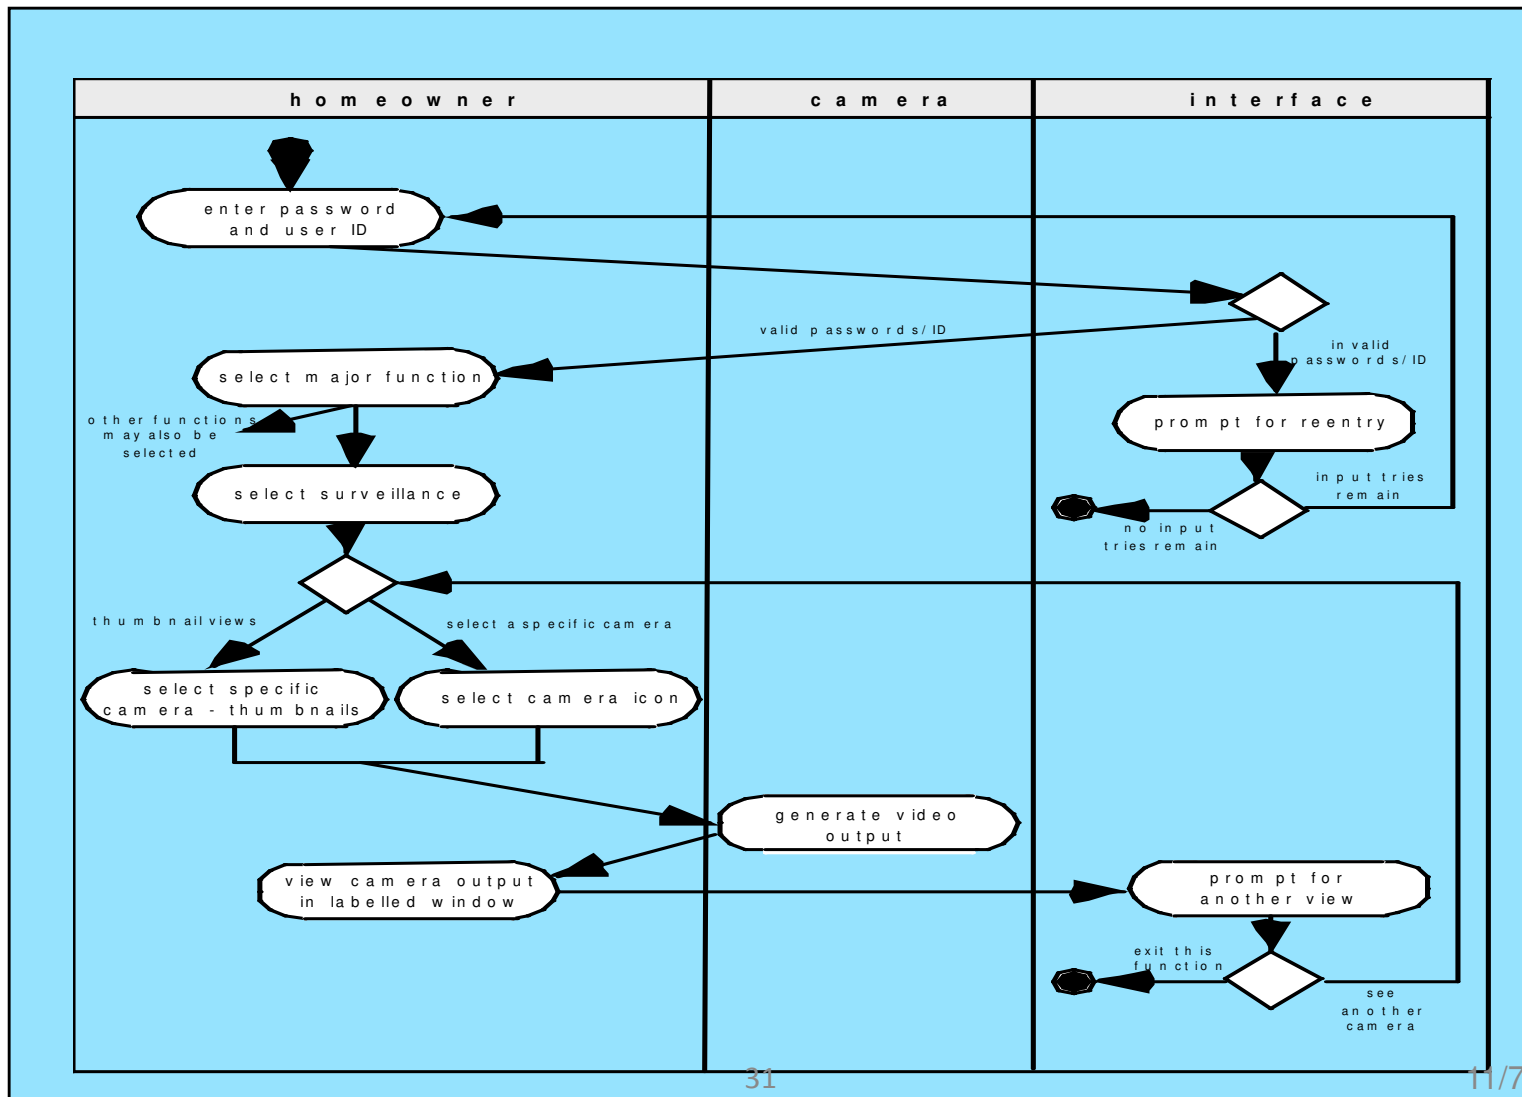 homeowner
camera
interface
enter password
and user ID
valid passwords/ID
invalid
passwords/ID
select major function
other functions
may also be
selected
prompt for reentry
select surveillance
input tries
remain
no input
tries remain
thumbnail views
select a specific camera
select specific
camera - thumbnails
select camera icon
generate video
output
view camera output
in labelled window
prompt for
another view
exit this
function
see
another
camera
31
11/7